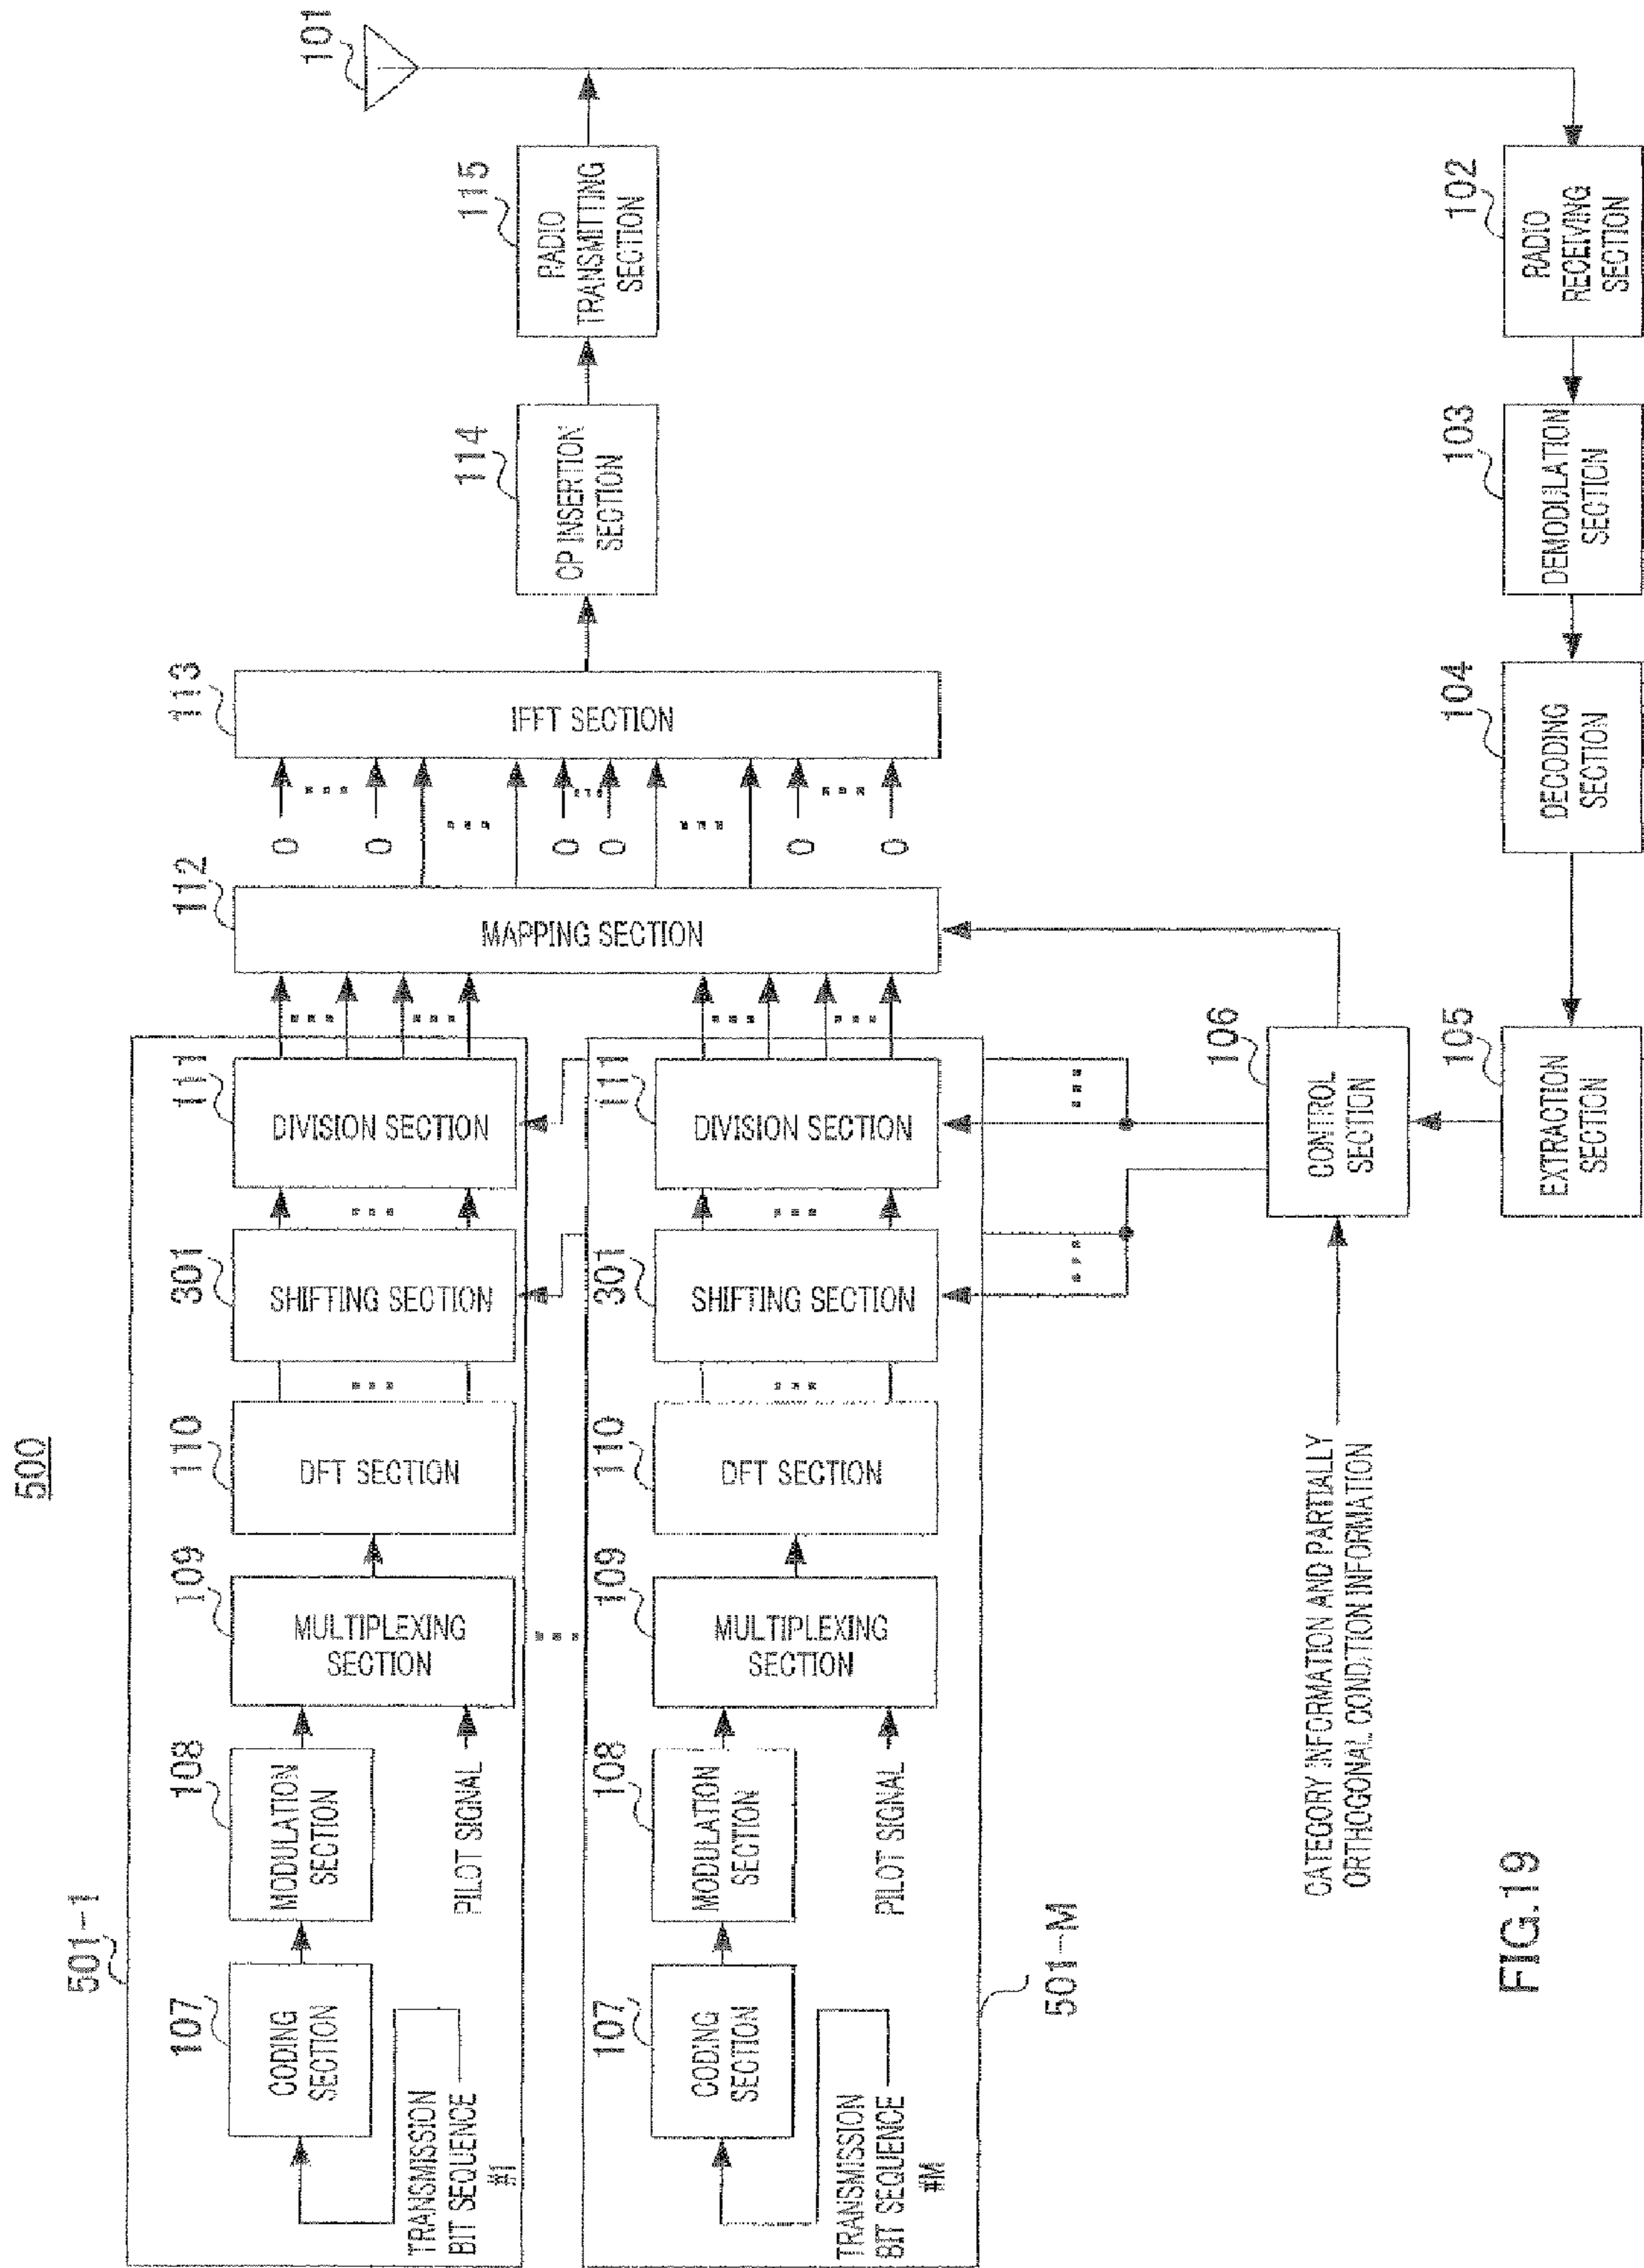 500
501-1
107
CODING
SECTION
108
MODULATION
SECTION
109
MULTIPLEXING
SECTION
110
DFT SECTION
301
SHIFTING SECTION
111
DIVISION SECTION
TRANSMISSION
BIT SEQUENCE
#1
PILOT SIGNAL
501-M
107
CODING
SECTION
108
MODULATION
SECTION
109
MULTIPLEXING
SECTION
110
DFT SECTION
301
SHIFTING SECTION
111
DIVISION SECTION
TRANSMISSION
BIT SEQUENCE
#M
PILOT SIGNAL
112
MAPPING SECTION
0
0
0
0
0
0
113
IFFT SECTION
114
CP INSERTION
SECTION
115
RADIO
TRANSMITTING
SECTION
101
106
CONTROL
SECTION
CATEGORY INFORMATION AND PARTIALLY
ORTHOGONAL CONDITION INFORMATION
105
EXTRACTION
SECTION
104
DECODING
SECTION
103
DEMODULATION
SECTION
102
RADIO
RECEIVING
SECTION
FIG.19